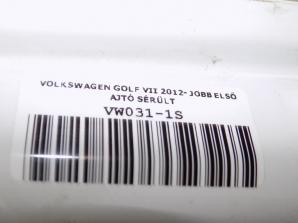 VOLKSWAGEN GOLF VII 2012- JOBB ELSŐ
AJTÓ SÉRÜLT
VW031-1S